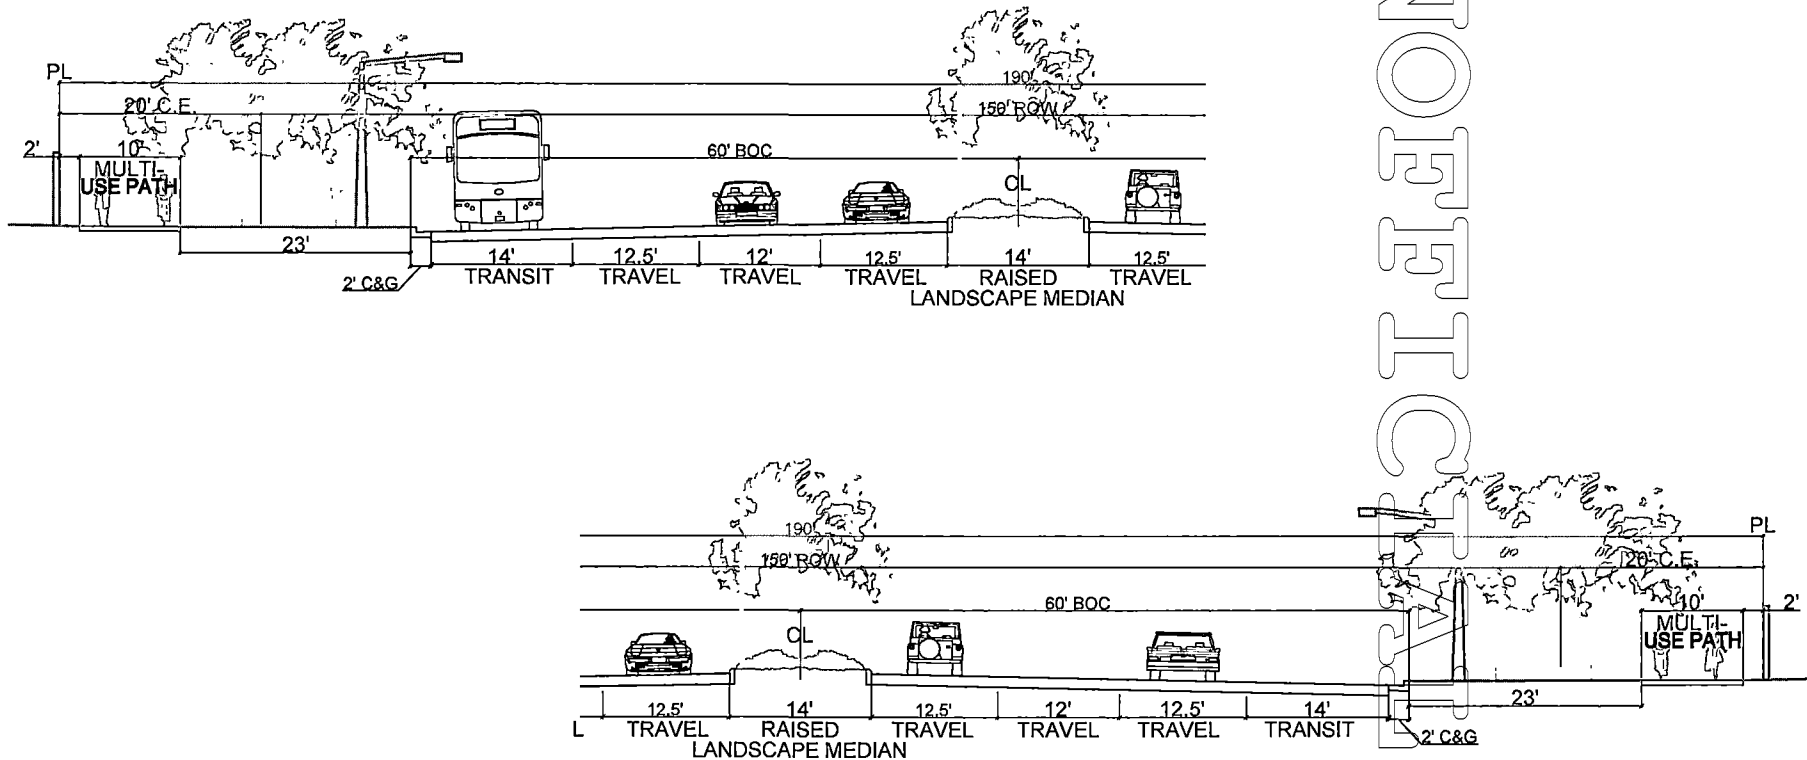 PL
190'
20' C.E.
150' ROW
2'
10'
60' BOC
MULTI-
USE PATH
CL
23'
14'
12.5'
12'
12.5'
14'
12.5'
TRANSIT
TRAVEL
TRAVEL
TRAVEL
RAISED
TRAVEL
2' C&G
LANDSCAPE MEDIAN
190'
PL
150' ROW
20' C.E.
60' BOC
10'
2'
CL
MULTI-
USE PATH
23'
12.5'
14'
12.5'
12'
12.5'
14'
L
TRAVEL
RAISED
TRAVEL
TRAVEL
TRAVEL
TRANSIT
2' C&G
LANDSCAPE MEDIAN
NOFFICIAL